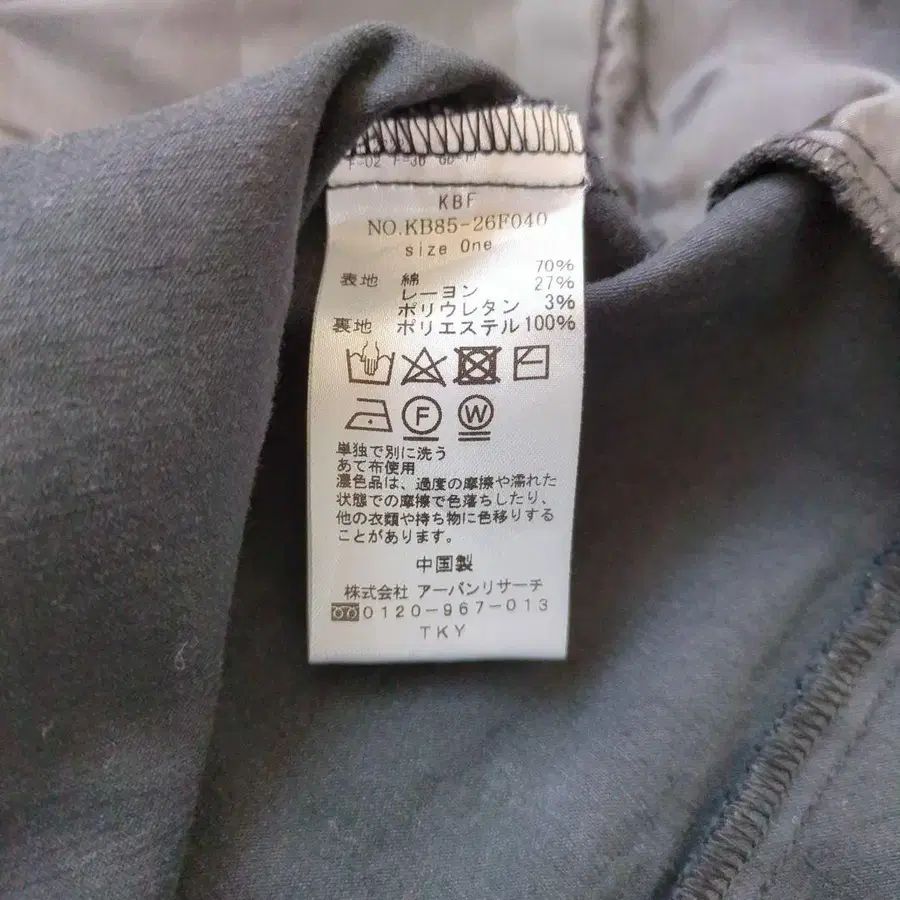 KBF
NO.KB85-26F040
size One
表地 綿 70%
レーヨン 27%
ポリウレタン 3%
裏地 ポリエステル 100%
F
W
単独で別に洗う
あて布使用
濃色品は、過度の摩擦や濡れた
状態での摩擦で色落ちしたり、
他の衣類や持ち物に色移りする
ことがあります。
中国製
株式会社 アーバンリサーチ
0120-967-013
TKY